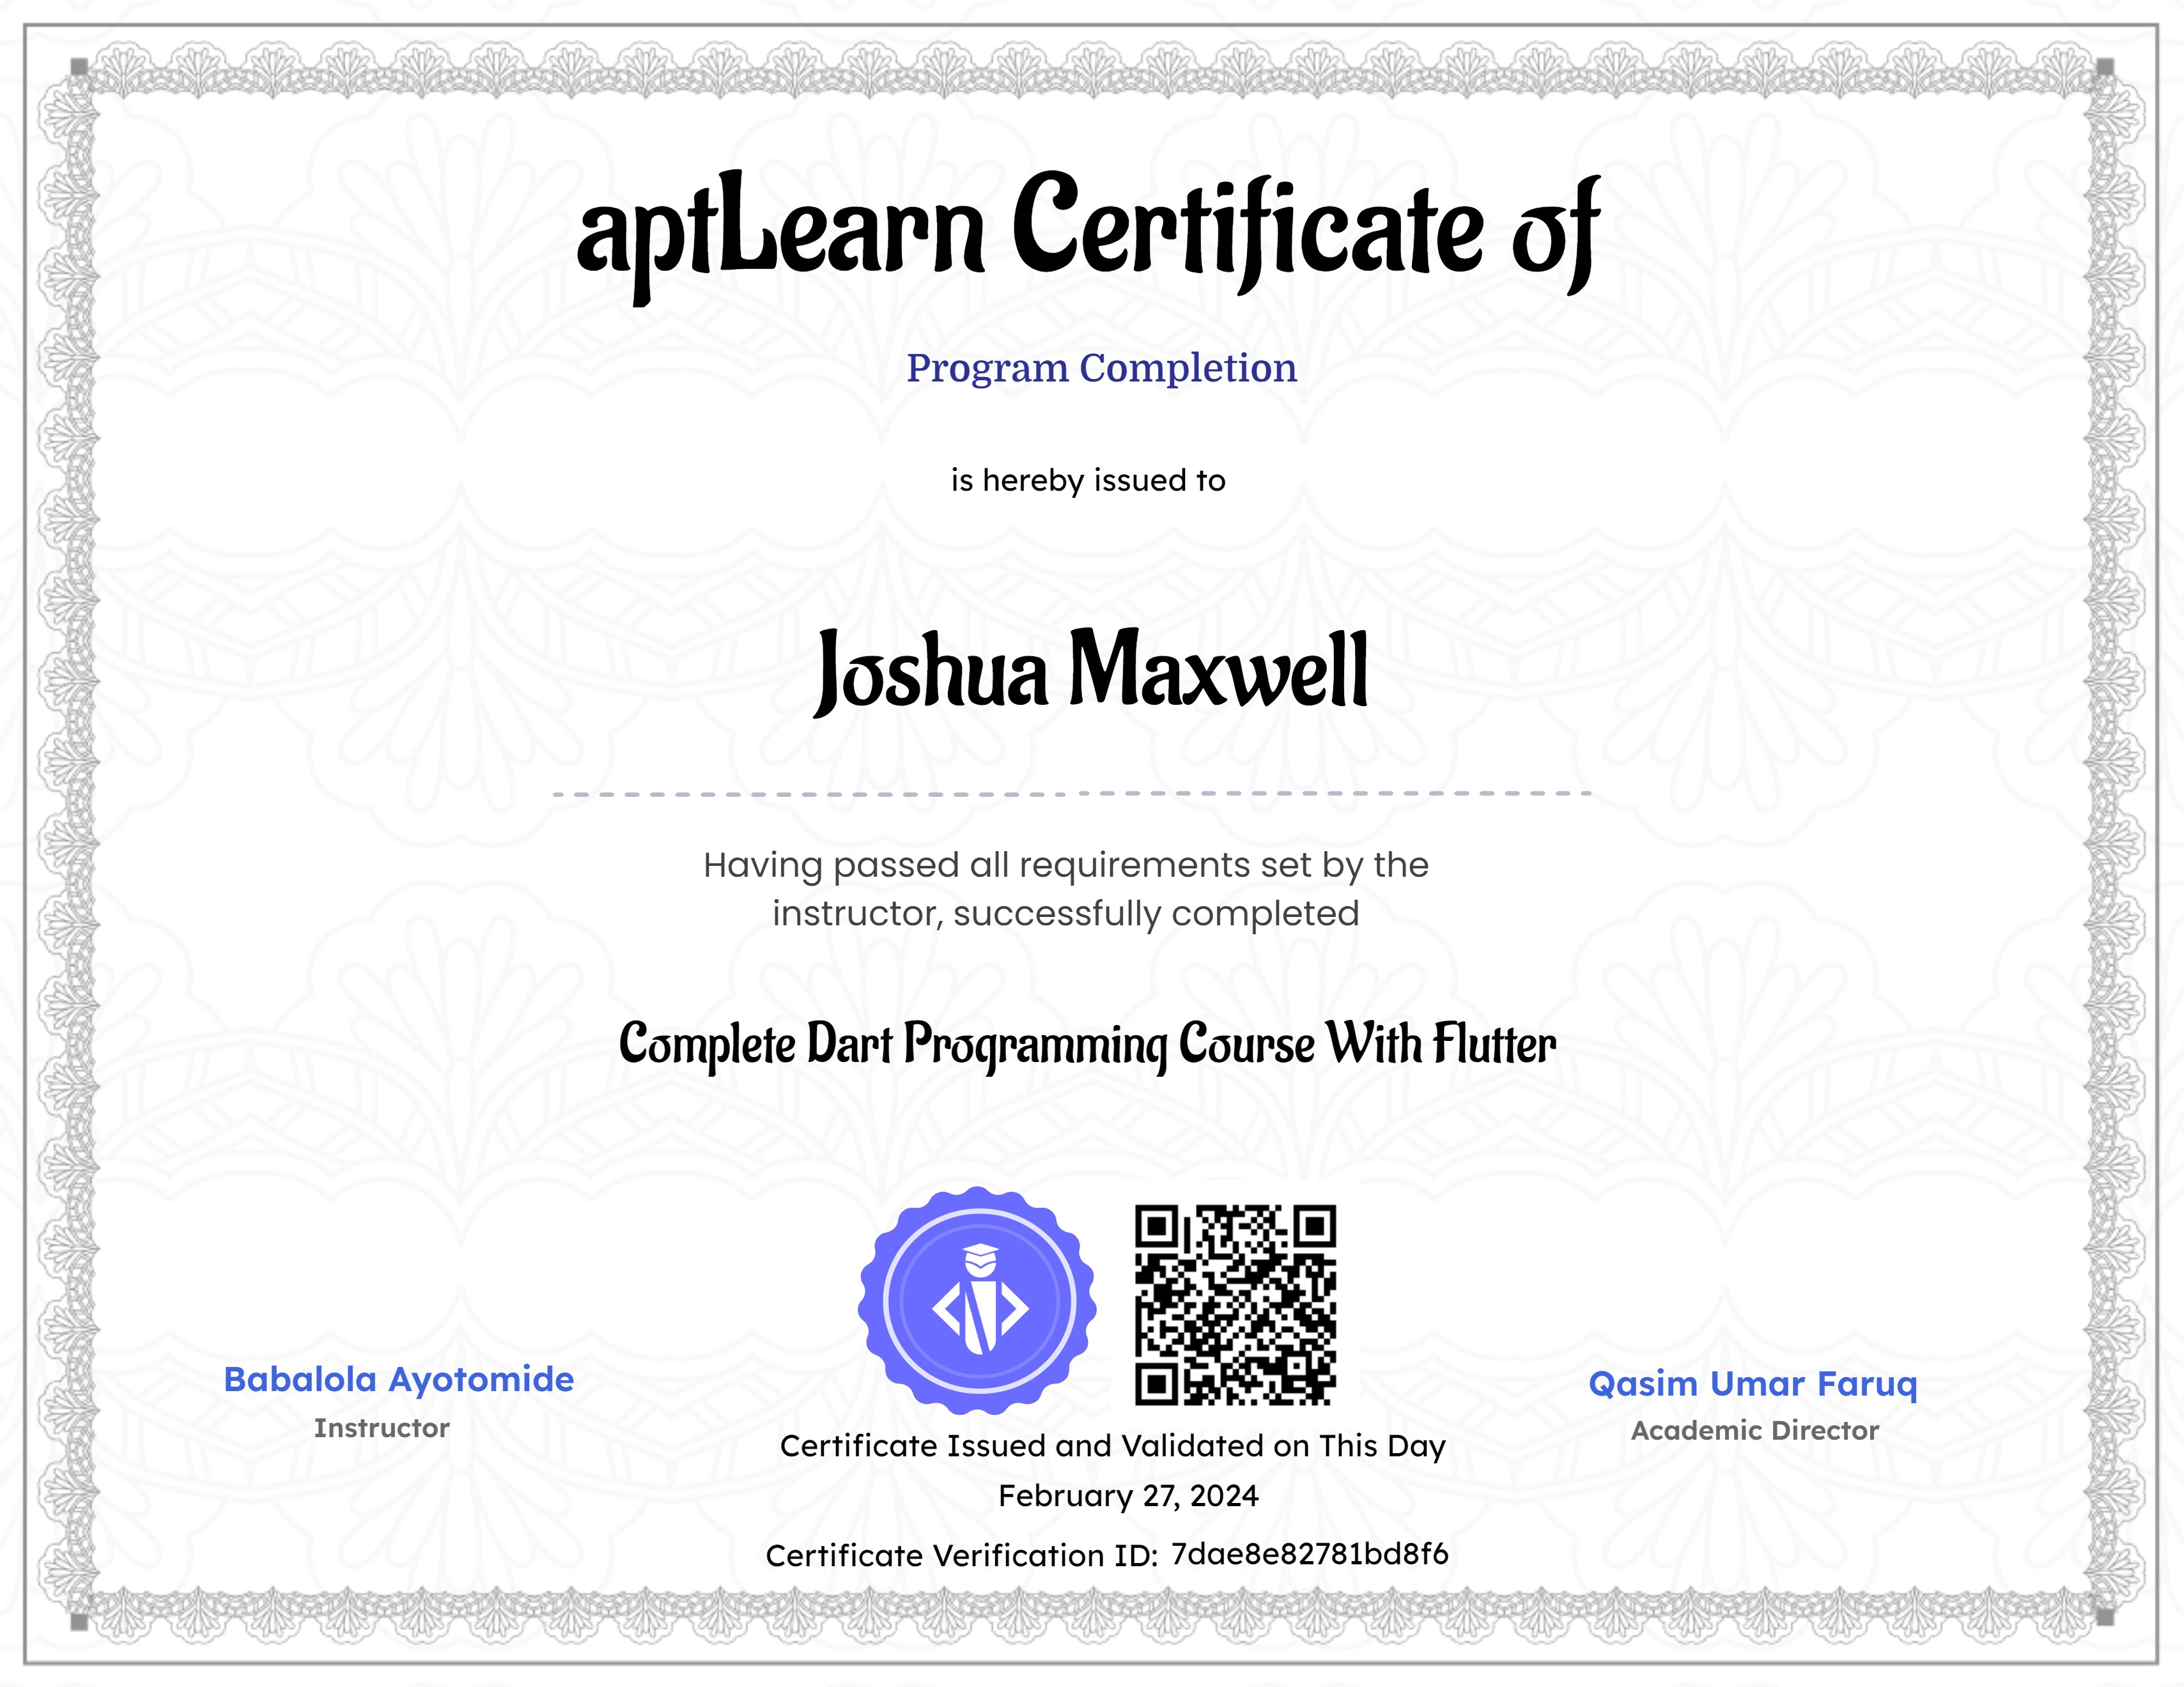 aptLearn Certificate of
Program Completion
is hereby issued to
Joshua Maxwell
Having passed all requirements set by the
instructor, successfully completed
Complete Dart Programming Course With Flutter
Babalola Ayotomide
Instructor
Qasim Umar Faruq
Academic Director
Certificate Issued and Validated on This Day
February 27, 2024
Certificate Verification ID: 7dae8e82781bd8f6